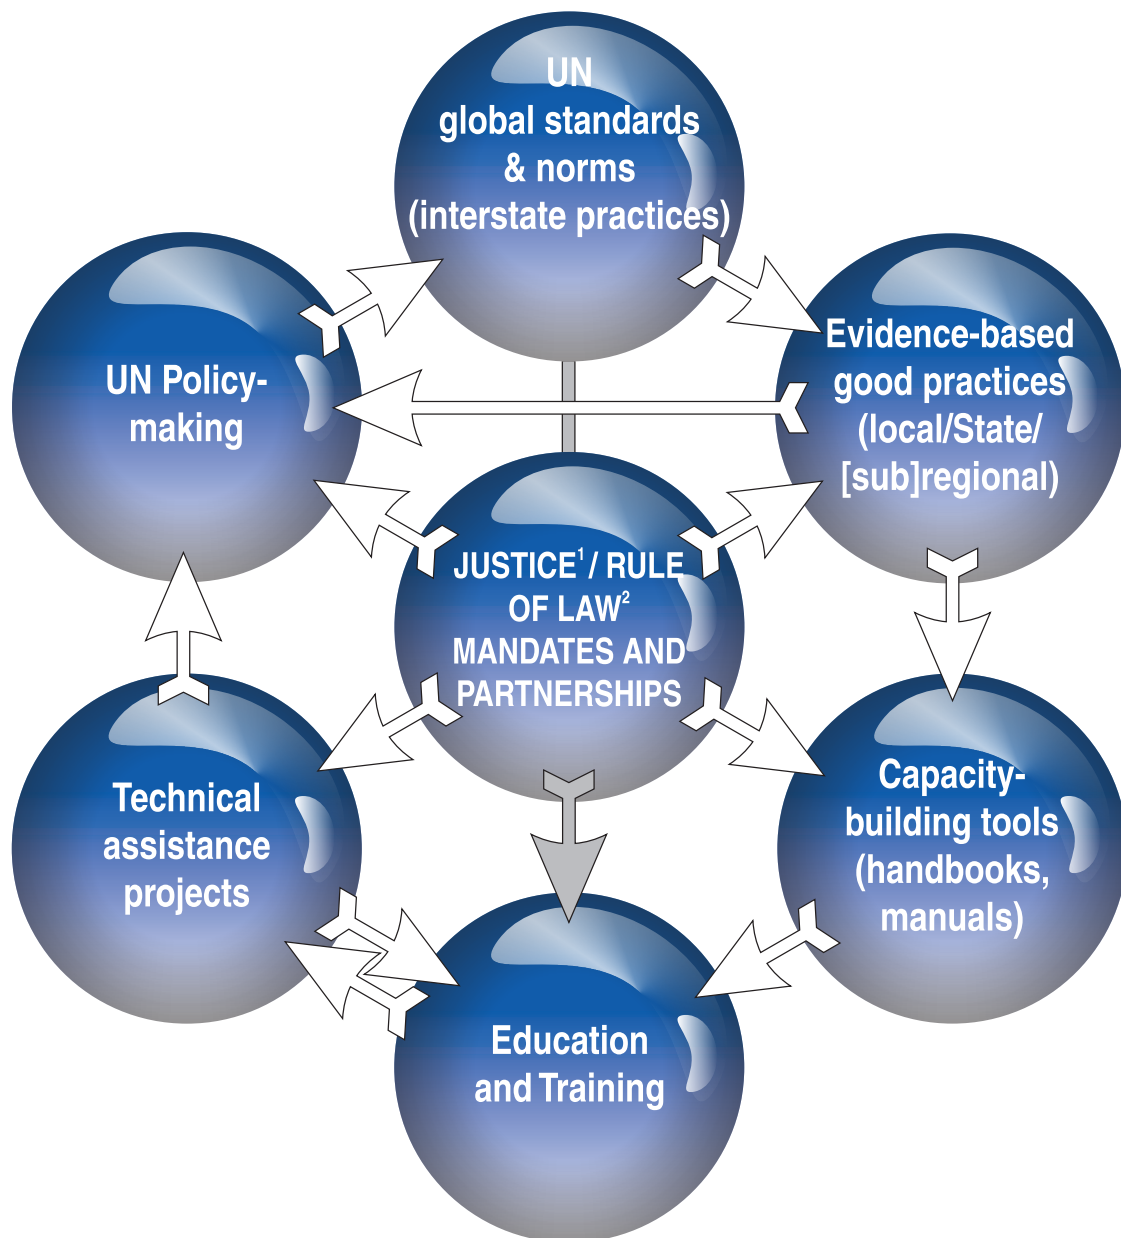 UN
global standards
& norms
(interstate practices)
UN Policy-
making
Evidence-based
good practices
(local/State/
[sub]regional)
JUSTICE¹ / RULE
OF LAW²
MANDATES AND
PARTNERSHIPS
Technical
assistance
projects
Capacity-
building tools
(handbooks,
manuals)
Education
and Training